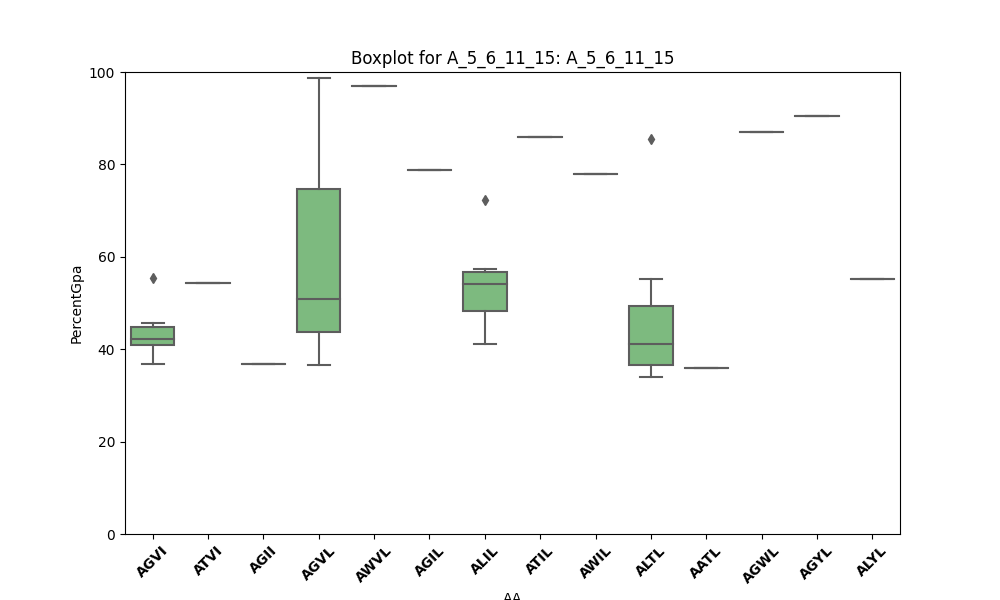 Boxplot for A_5_6_11_15: A_5_6_11_15
100
80
60
40
20
0
PercentGpa
AGVI ATVI AGII AGVL AWVL AGIL ALIL ATIL AWIL ALTL AATL AGWL AGYL ALYL
AA